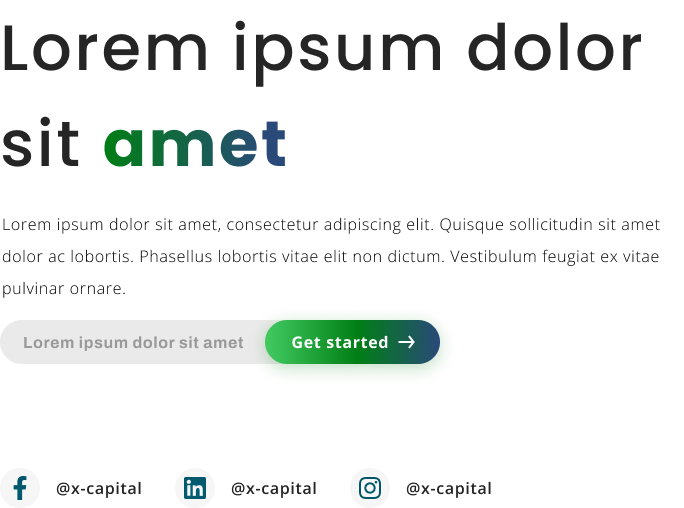 Lorem ipsum dolor
sit amet
Lorem ipsum dolor sit amet, consectetur adipiscing elit. Quisque sollicitudin sit amet
dolor ac lobortis. Phasellus lobortis vitae elit non dictum. Vestibulum feugiat ex vitae
pulvinar ornare.
Lorem ipsum dolor sit amet Get started →
@x-capital @x-capital @x-capital